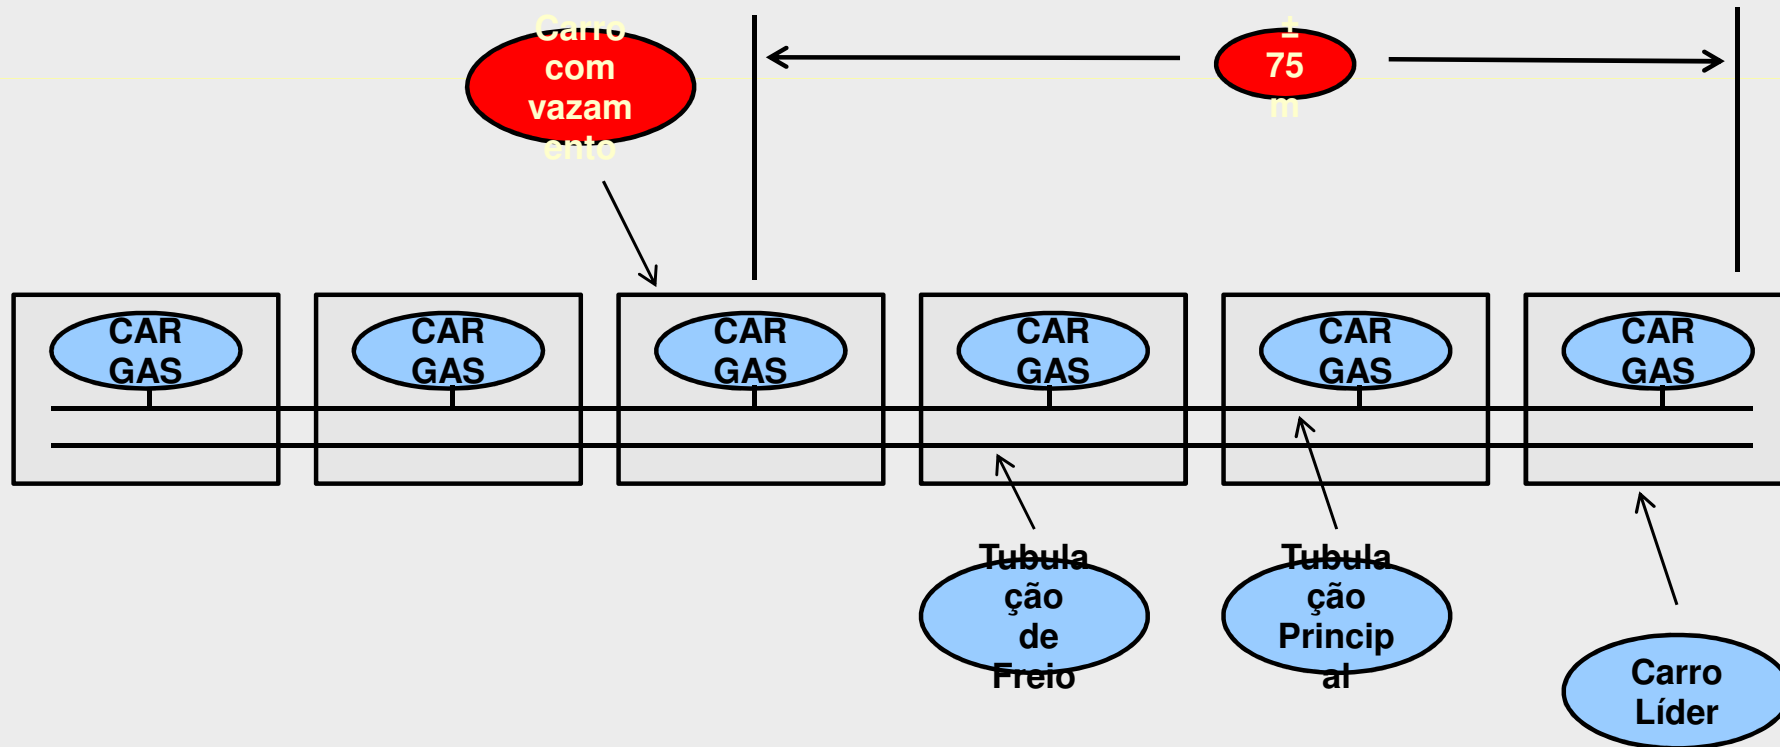 Carro
com
vazam
ento
±
75
m
CAR
GAS
CAR
GAS
CAR
GAS
CAR
GAS
CAR
GAS
CAR
GAS
Tubula
ção
de
Freio
Tubula
ção
Princip
al
Carro
Líder